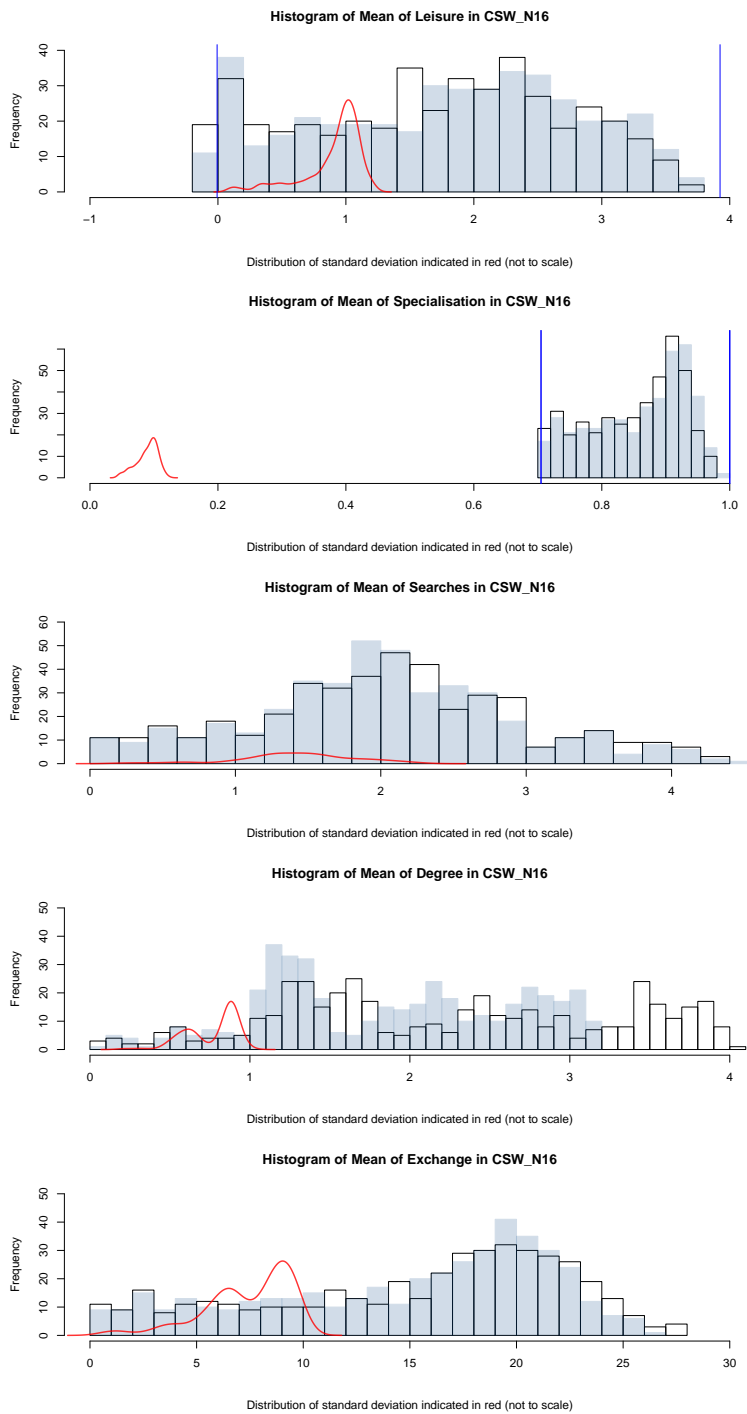 Histogram of Mean of Leisure in CSW_N16
Frequency
0 10 20 30 40
−1 0 1 2 3 4
Distribution of standard deviation indicated in red (not to scale)
Histogram of Mean of Specialisation in CSW_N16
Frequency
0 10 30 50
0.0 0.2 0.4 0.6 0.8 1.0
Distribution of standard deviation indicated in red (not to scale)
Histogram of Mean of Searches in CSW_N16
Frequency
0 10 20 30 40 50 60
0 1 2 3 4
Distribution of standard deviation indicated in red (not to scale)
Histogram of Mean of Degree in CSW_N16
Frequency
0 10 20 30 40 50
0 1 2 3 4
Distribution of standard deviation indicated in red (not to scale)
Histogram of Mean of Exchange in CSW_N16
Frequency
0 10 20 30 40 50
0 5 10 15 20 25 30
Distribution of standard deviation indicated in red (not to scale)